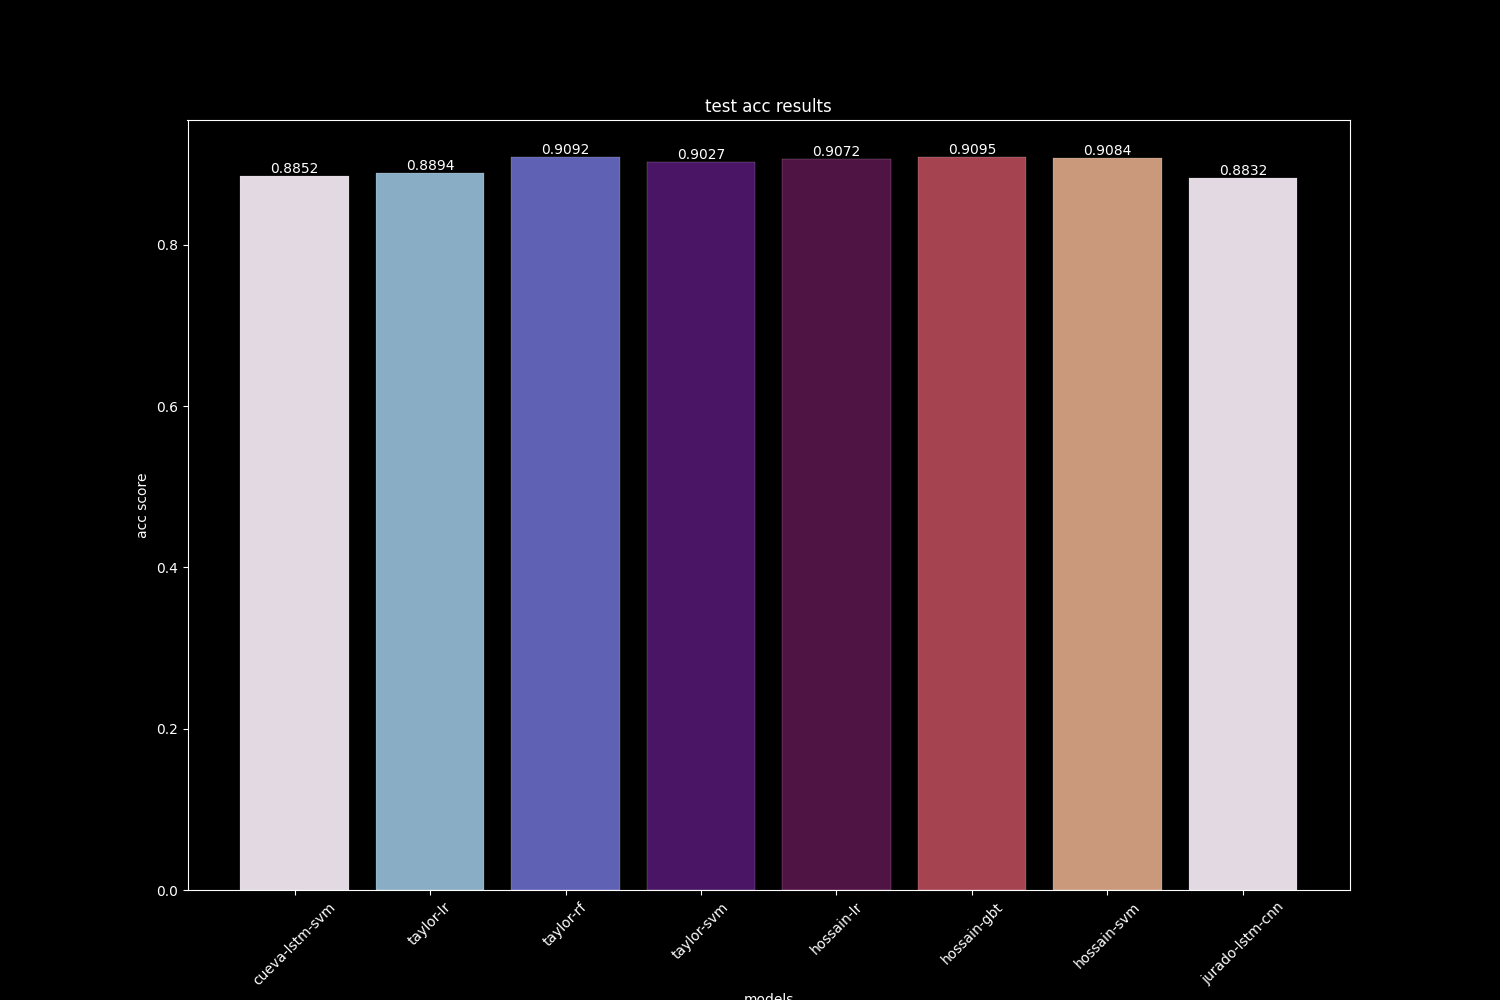 test acc results
0.8852
0.8894
0.9092
0.9027
0.9072
0.9095
0.9084
0.8832
acc score
0.8
0.6
0.4
0.2
0.0
cueva-lstm-svm
taylor-lr
taylor-rf
taylor-svm
hossain-lr
hossain-gbt
hossain-svm
jurado-lstm-cnn
models